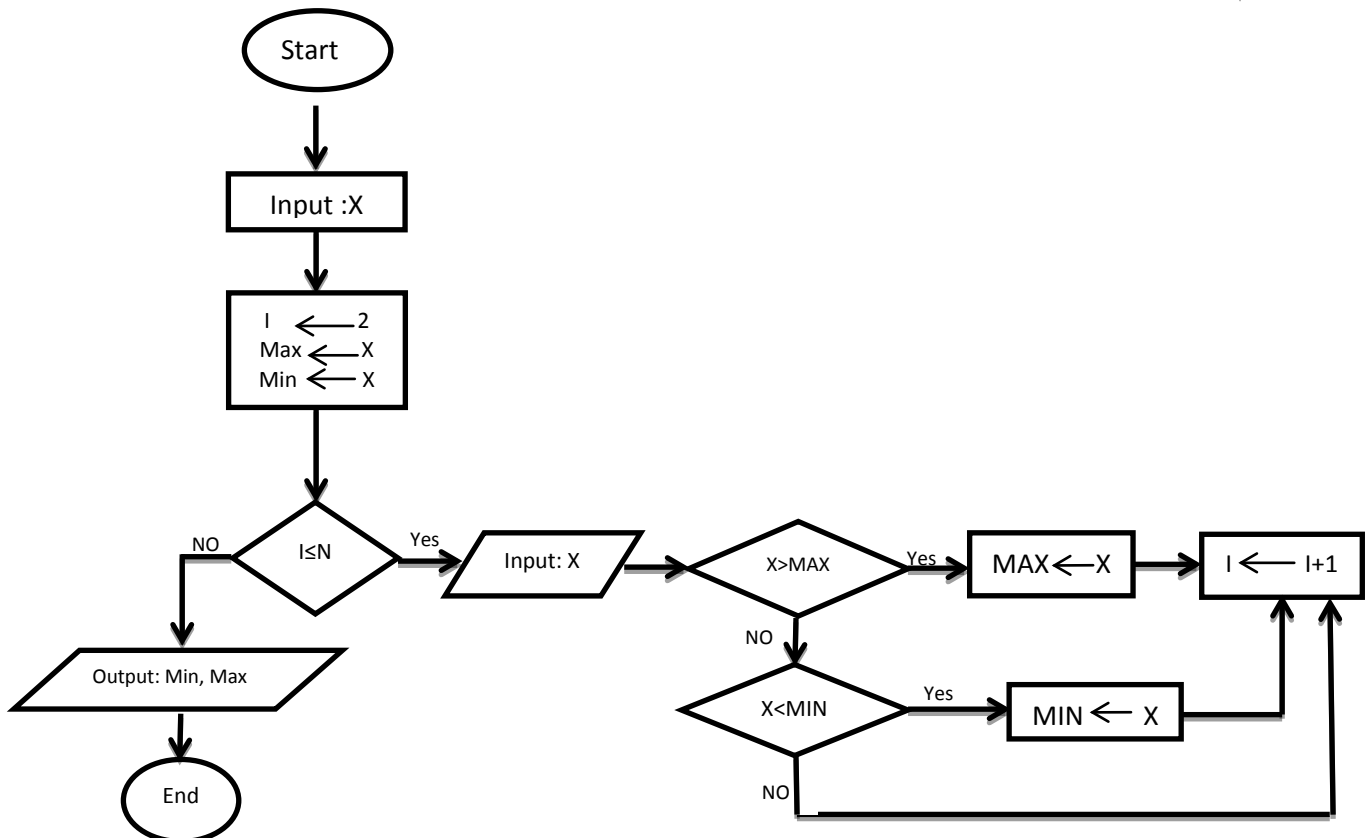 Start
Input :X
I ← 2
Max ← X
Min ← X
I≤N
NO
Yes
Input: X
X>MAX
Yes
MAX ← X
I ← I+1
NO
X<MIN
Yes
MIN ← X
NO
Output: Min, Max
End